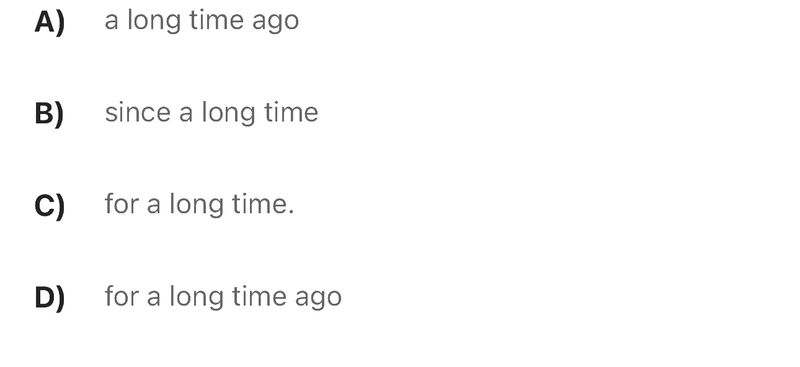 A) a long time ago
B) since a long time
C) for a long time.
D) for a long time ago